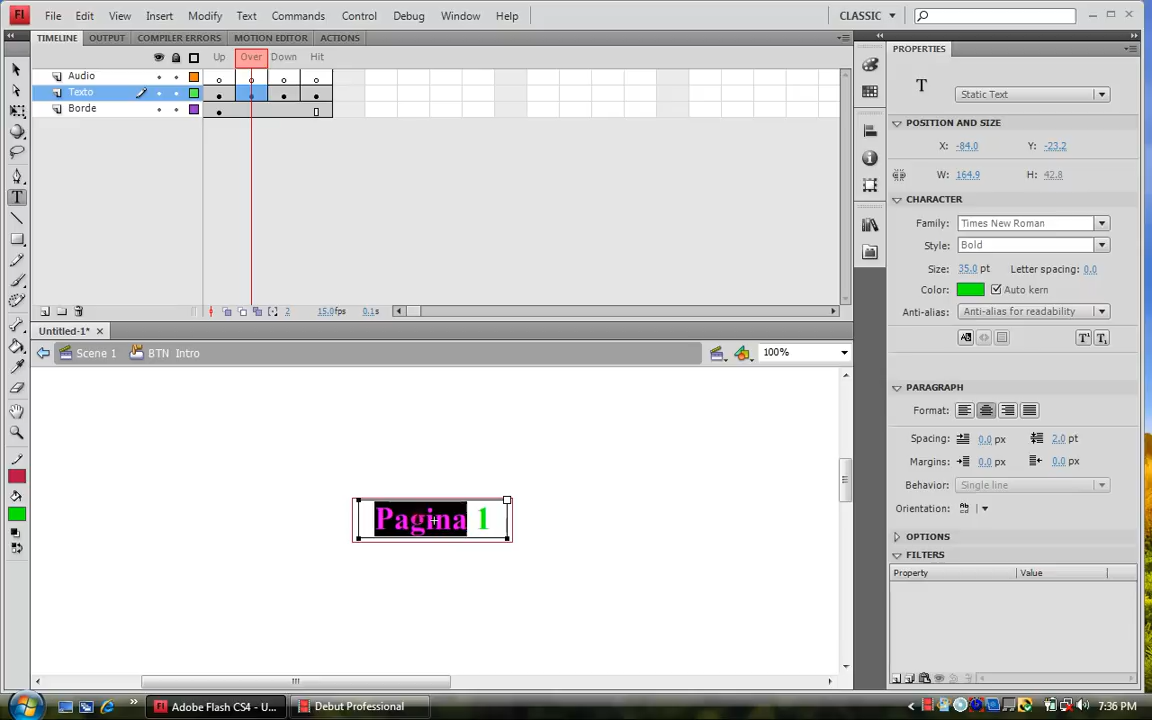 Fl File Edit View Insert Modify Text Commands Control Debug Window Help CLASSIC
TIMELINE OUTPUT COMPILER ERRORS MOTION EDITOR ACTIONS
Up Over Down Hit
Audio
Texto
Borde
2 15.0fps 0.1s
Untitled-1*
Scene 1 BTN Intro 100%
Pagina 1
PROPERTIES
T Static Text
POSITION AND SIZE
X: -84.0 Y: -23.2
W: 164.9 H: 42.8
CHARACTER
Family: Times New Roman
Style: Bold
Size: 35.0 pt Letter spacing: 0.0
Color: Auto kern
Anti-alias: Anti-alias for readability
PARAGRAPH
Format:
Spacing: 0.0 px 2.0 pt
Margins: 0.0 px 0.0 px
Behavior: Single line
Orientation:
OPTIONS
FILTERS
Property Value
Adobe Flash CS4 - U... Debut Professional 7:36 PM